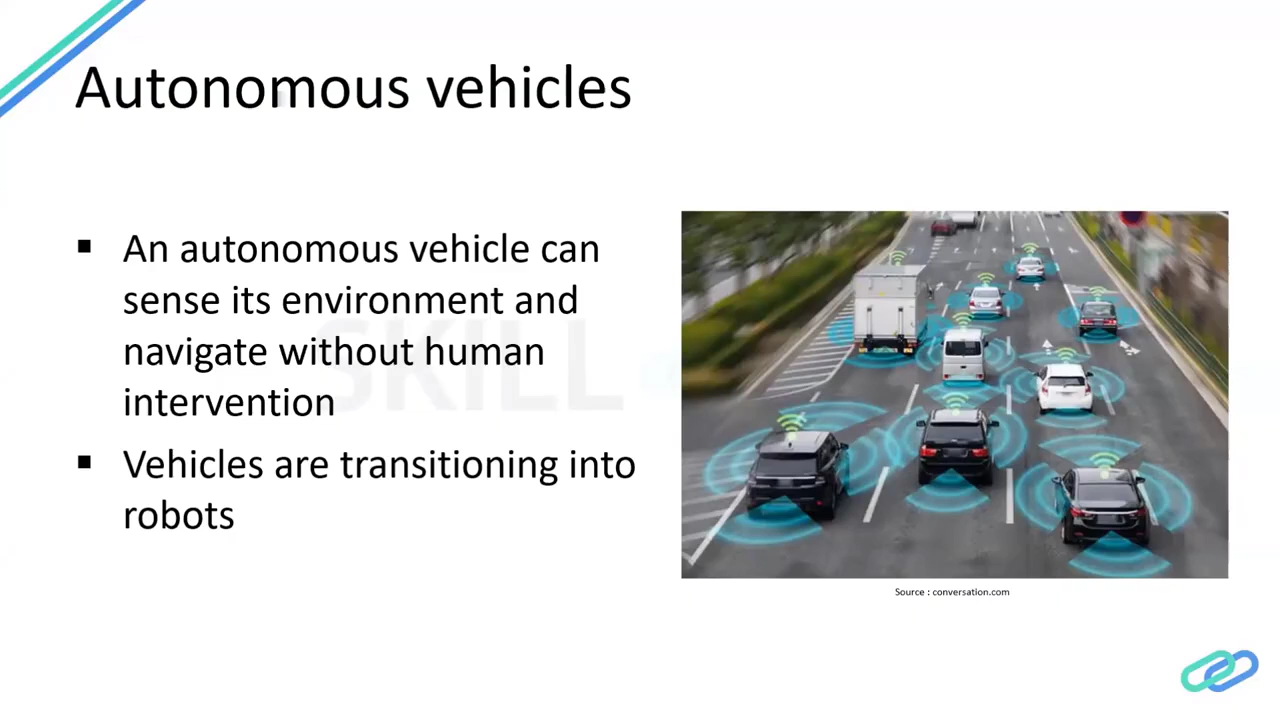 Autonomous vehicles
▪ An autonomous vehicle can
sense its environment and
navigate without human
intervention
▪ Vehicles are transitioning into
robots
SKILL
Source : conversation.com